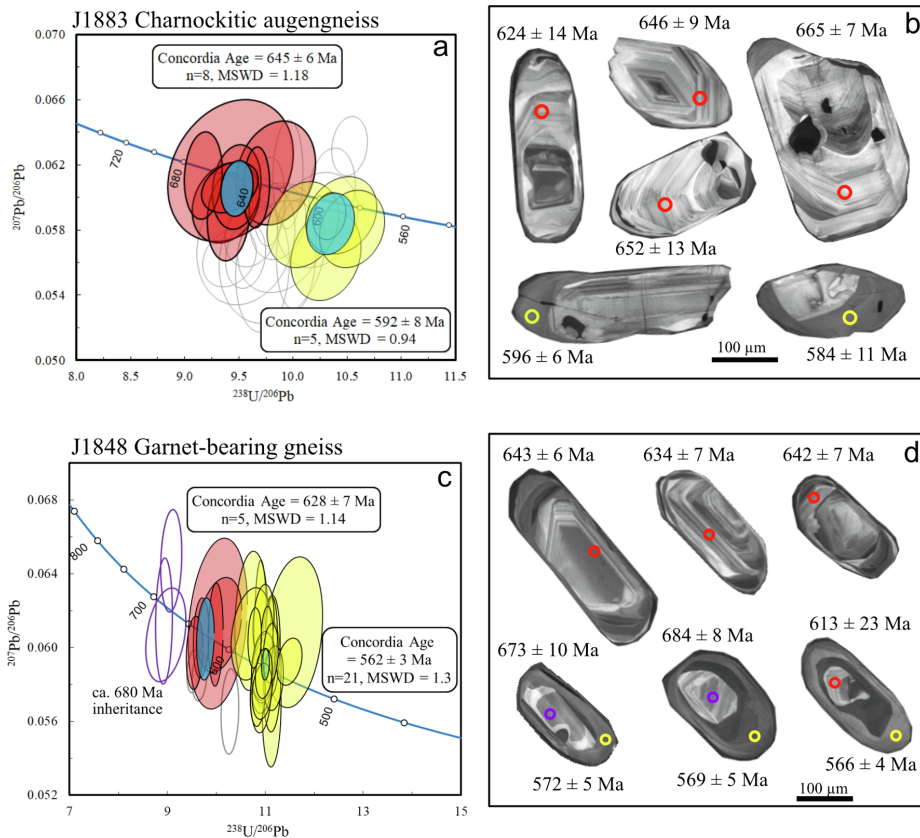 J1883 Charnockitic augengneiss
a
0.070
0.066
0.062
0.058
0.054
0.050
²⁰⁷Pb/²⁰⁶Pb
8.0 8.5 9.0 9.5 10.0 10.5 11.0 11.5
²³⁸U/²⁰⁶Pb
Concordia Age = 645 ± 6 Ma
n=8, MSWD = 1.18
720
680
640
600
560
Concordia Age = 592 ± 8 Ma
n=5, MSWD = 0.94
b
624 ± 14 Ma
646 ± 9 Ma
665 ± 7 Ma
652 ± 13 Ma
596 ± 6 Ma
100 µm
584 ± 11 Ma
J1848 Garnet-bearing gneiss
c
0.068
0.064
0.060
0.056
0.052
²⁰⁷Pb/²⁰⁶Pb
7 9 11 13 15
²³⁸U/²⁰⁶Pb
Concordia Age = 628 ± 7 Ma
n=5, MSWD = 1.14
800
700
600
500
Concordia Age
= 562 ± 3 Ma
n=21, MSWD = 1.3
ca. 680 Ma
inheritance
d
643 ± 6 Ma
634 ± 7 Ma
642 ± 7 Ma
673 ± 10 Ma
684 ± 8 Ma
613 ± 23 Ma
572 ± 5 Ma
569 ± 5 Ma
566 ± 4 Ma
100 µm